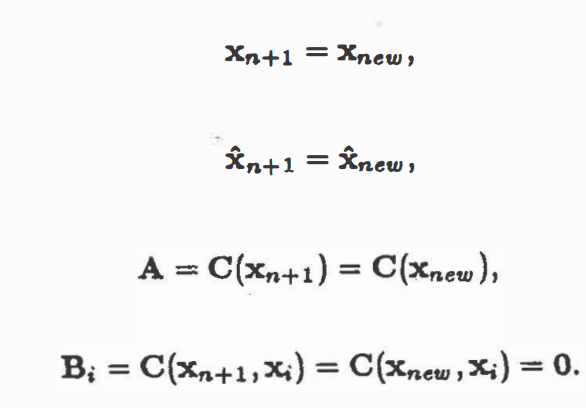 x_{n+1} = x_{new},
x̂_{n+1} = x̂_{new},
A = C(x_{n+1}) = C(x_{new}),
B_i = C(x_{n+1}, x_i) = C(x_{new}, x_i) = 0.